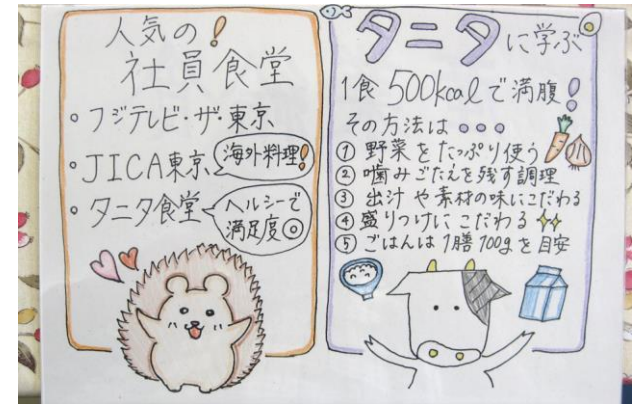 人気の！
社員食堂
・フジテレビ・ザ・東京
・JICA東京
海外料理！
・タニタ食堂
ヘルシーで
満足度◎
タニタに学ぶ
1食500kcalで満腹！
その方法は...
① 野菜をたっぷり使う
② 噛みごたえを残す調理
③ 出汁や素材の味にこだわる
④ 盛りつけにこだわる
⑤ ごはんは1膳100gを目安